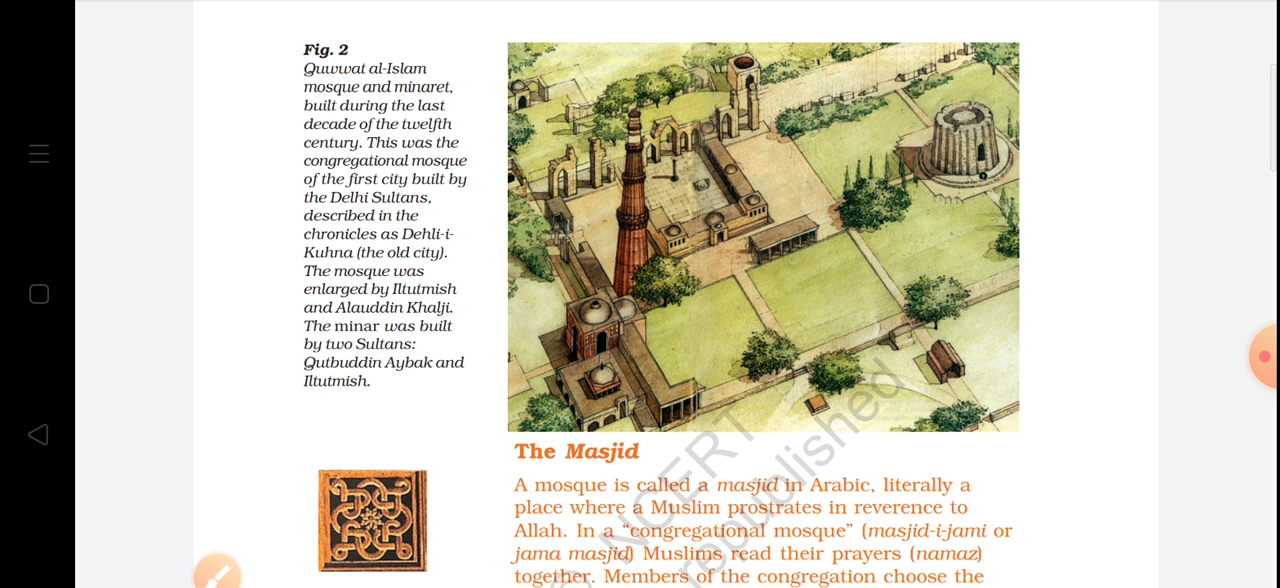 Fig. 2
Quwwat al-Islam
mosque and minaret,
built during the last
decade of the twelfth
century. This was the
congregational mosque
of the first city built by
the Delhi Sultans,
described in the
chronicles as Dehli-i-
Kuhna (the old city).
The mosque was
enlarged by Iltutmish
and Alauddin Khalji.
The minar was built
by two Sultans:
Qutbuddin Aybak and
Iltutmish.
The Masjid
A mosque is called a masjid in Arabic, literally a
place where a Muslim prostrates in reverence to
Allah. In a “congregational mosque” (masjid-i-jami or
jama masjid) Muslims read their prayers (namaz)
together. Members of the congregation choose the
© NCERT
republished